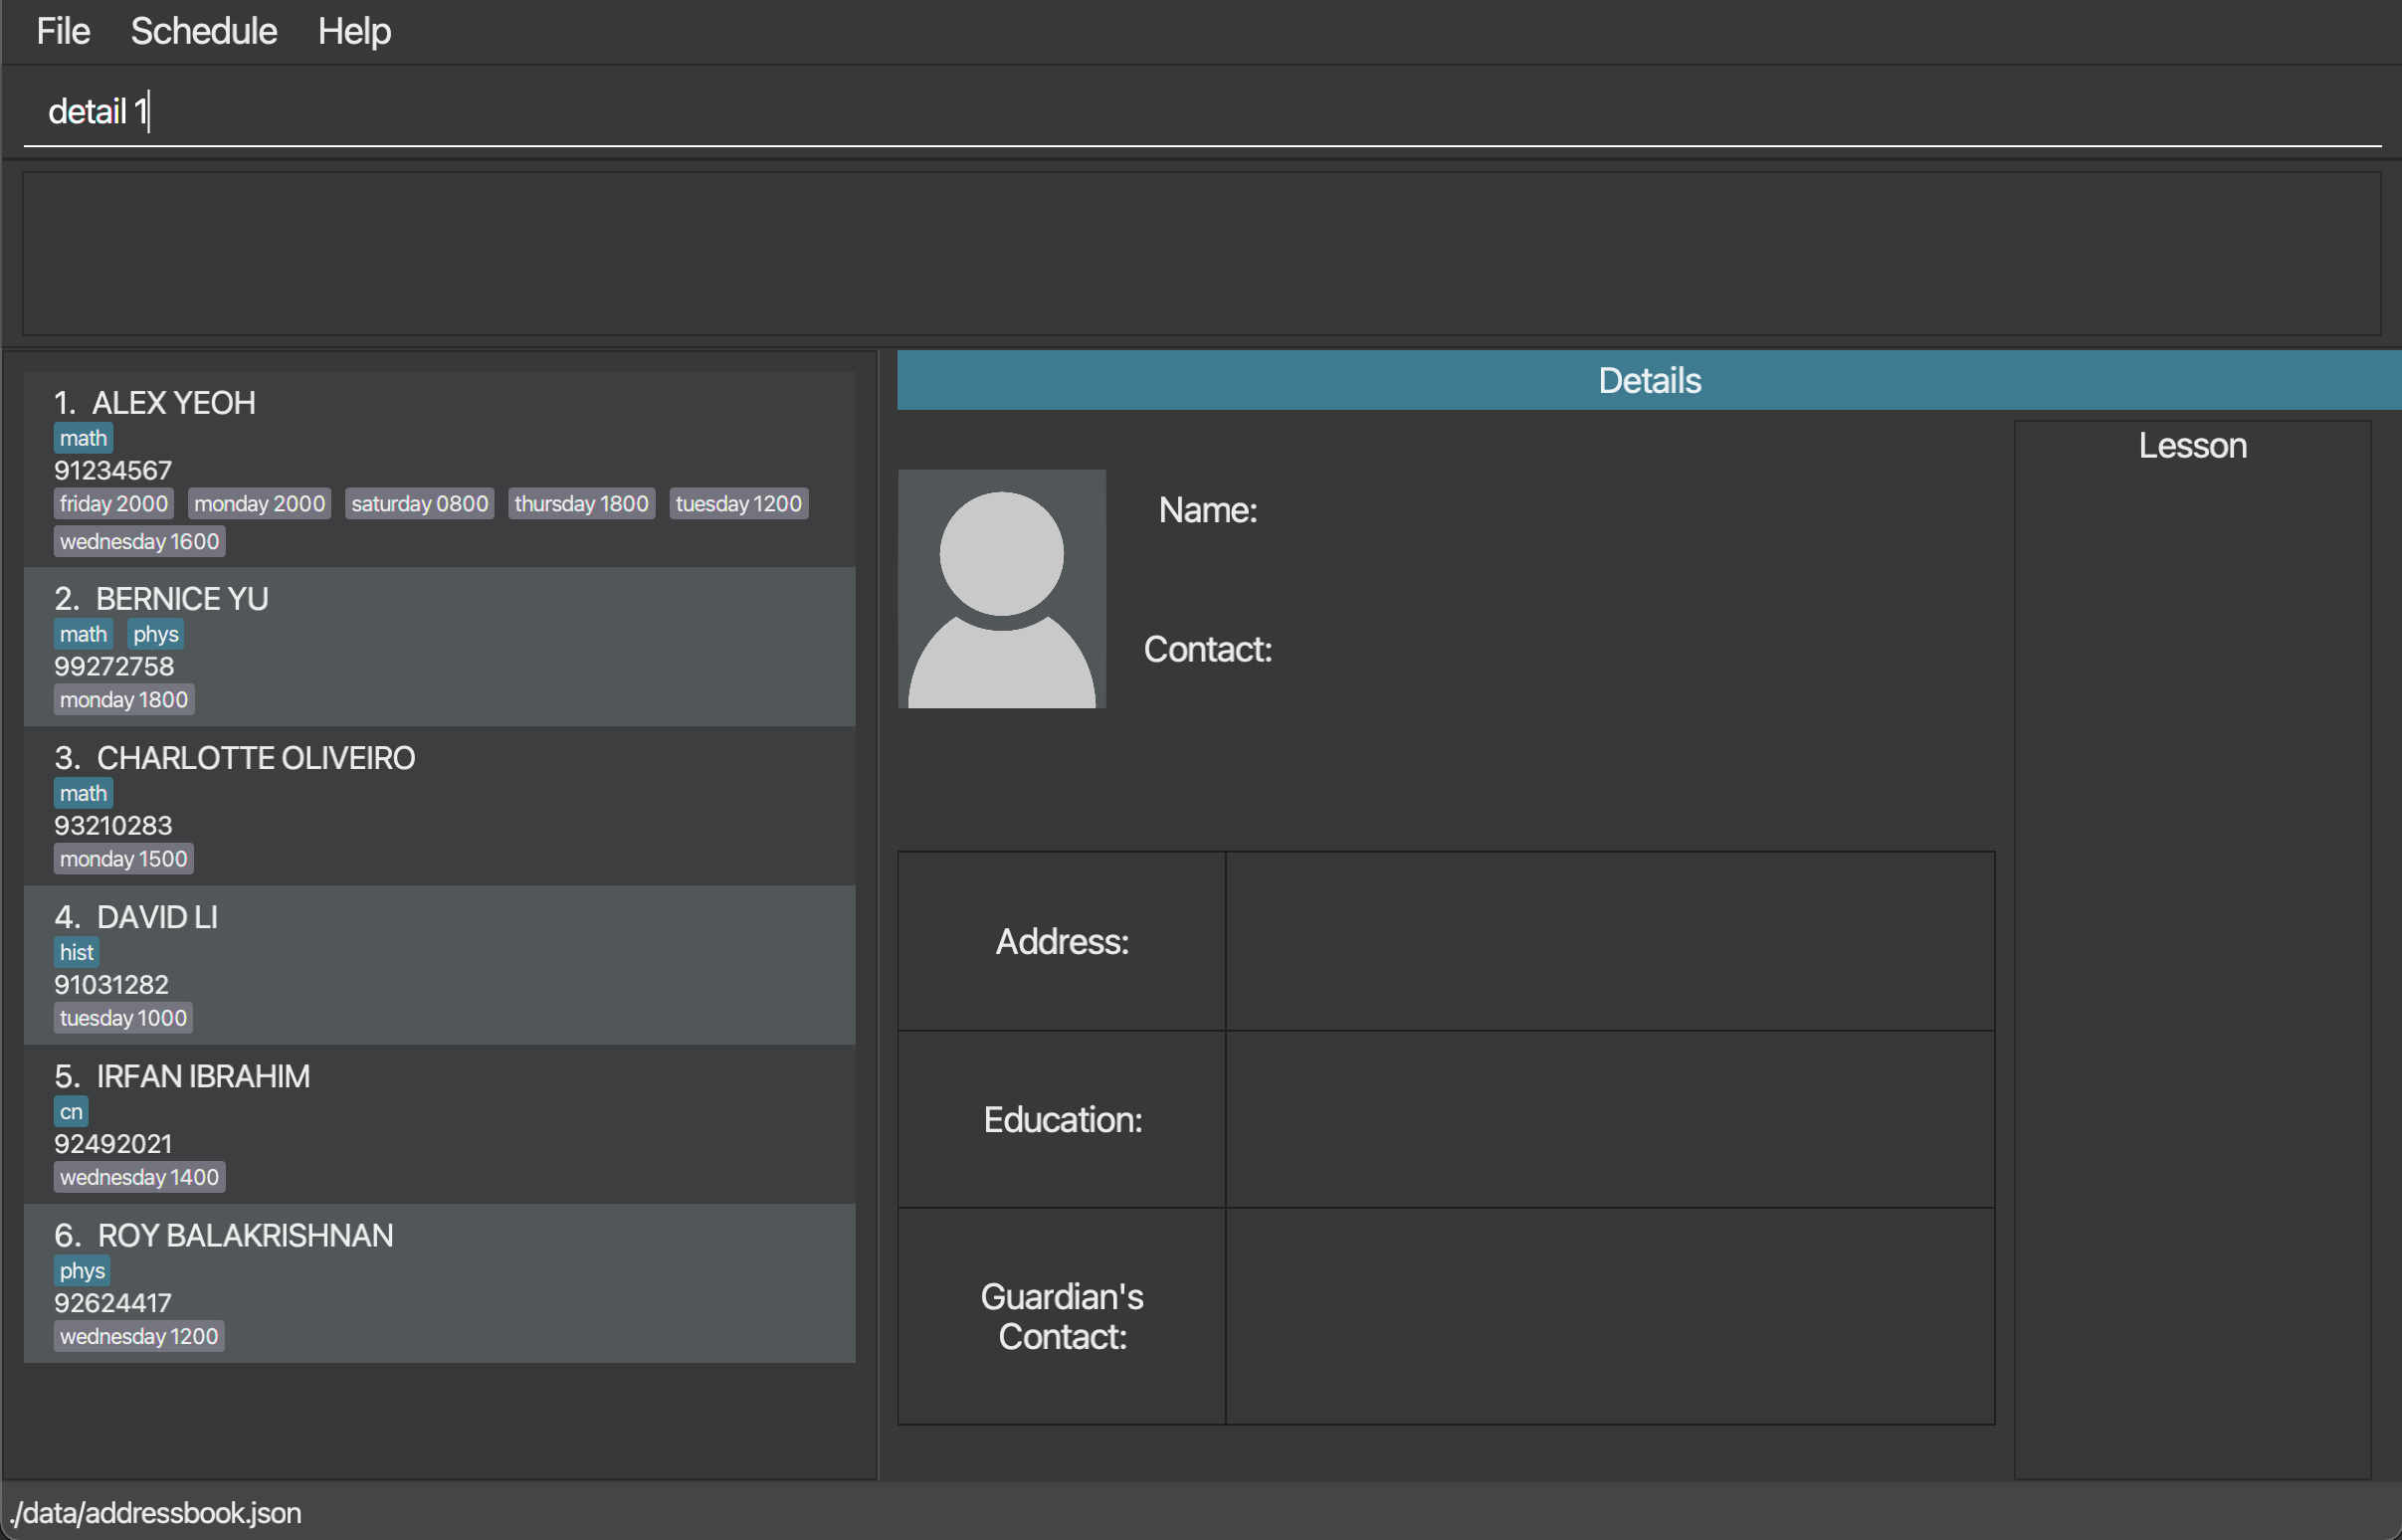 File Schedule Help
detail 1
1. ALEX YEOH
math
91234567
friday 2000 monday 2000 saturday 0800 thursday 1800 tuesday 1200
wednesday 1600
2. BERNICE YU
math phys
99272758
monday 1800
3. CHARLOTTE OLIVEIRO
math
93210283
monday 1500
4. DAVID LI
hist
91031282
tuesday 1000
5. IRFAN IBRAHIM
cn
92492021
wednesday 1400
6. ROY BALAKRISHNAN
phys
92624417
wednesday 1200
Details
Name:
Contact:
Address:
Education:
Guardian's
Contact:
Lesson
./data/addressbook.json